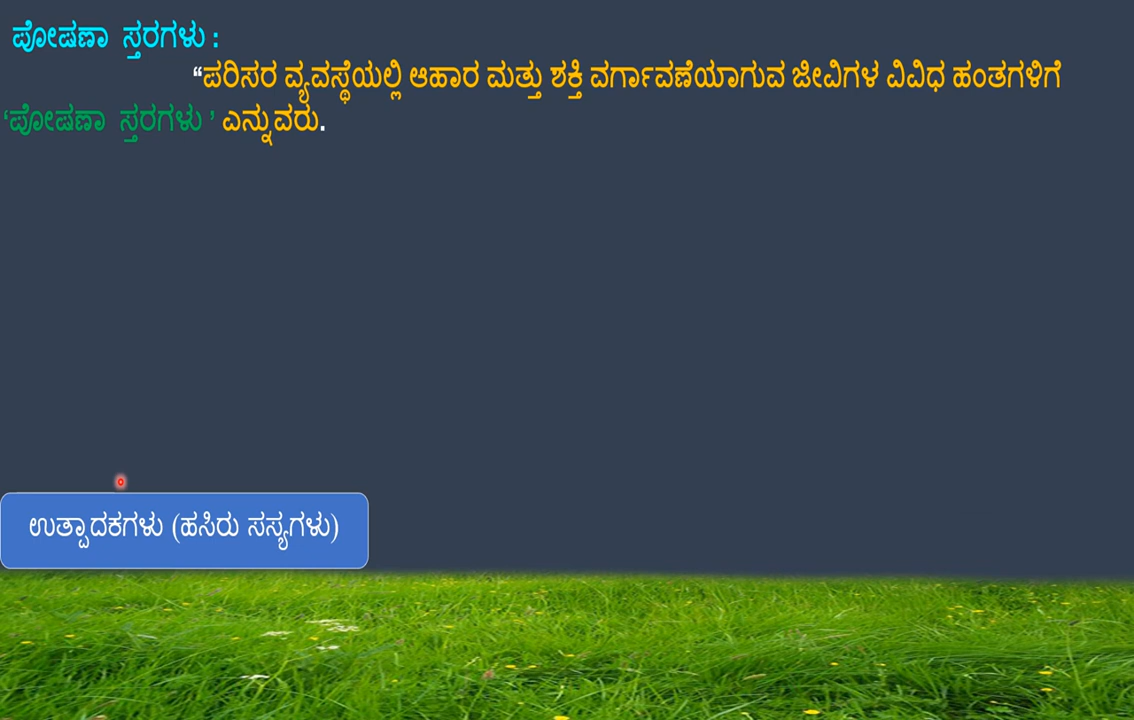 ಪೋಷಣಾ ಸ್ತರಗಳು :
“ಪರಿಸರ ವ್ಯವಸ್ಥೆಯಲ್ಲಿ ಆಹಾರ ಮತ್ತು ಶಕ್ತಿ ವರ್ಗಾವಣೆಯಾಗುವ ಜೀವಿಗಳ ವಿವಿಧ ಹಂತಗಳಿಗೆ
‘ಪೋಷಣಾ ಸ್ತರಗಳು ’ ಎನ್ನುವರು.
ಉತ್ಪಾದಕಗಳು (ಹಸಿರು ಸಸ್ಯಗಳು)